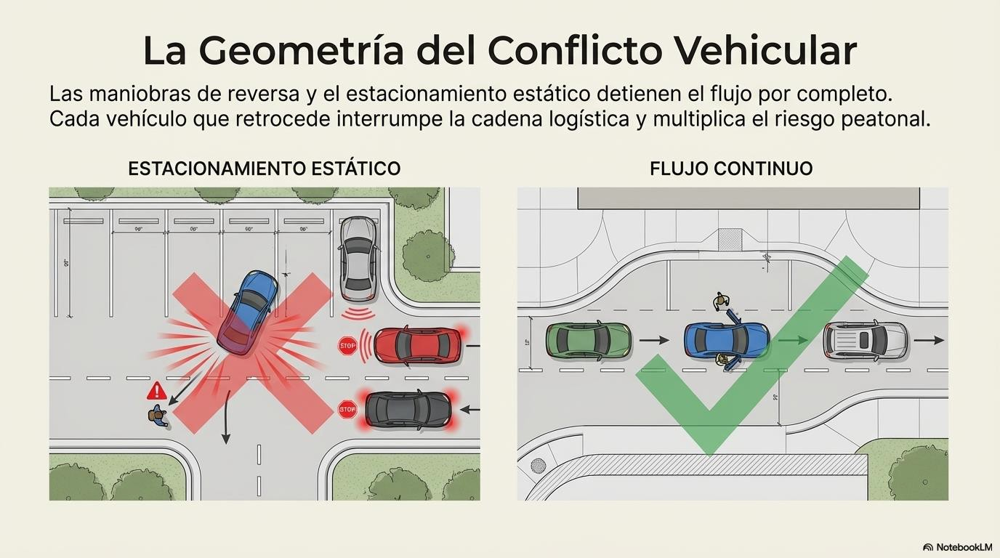 La Geometría del Conflicto Vehicular
Las maniobras de reversa y el estacionamiento estático detienen el flujo por completo.
Cada vehículo que retrocede interrumpe la cadena logística y multiplica el riesgo peatonal.
ESTACIONAMIENTO ESTÁTICO
STOP
STOP
FLUJO CONTINUO
NotebookLM